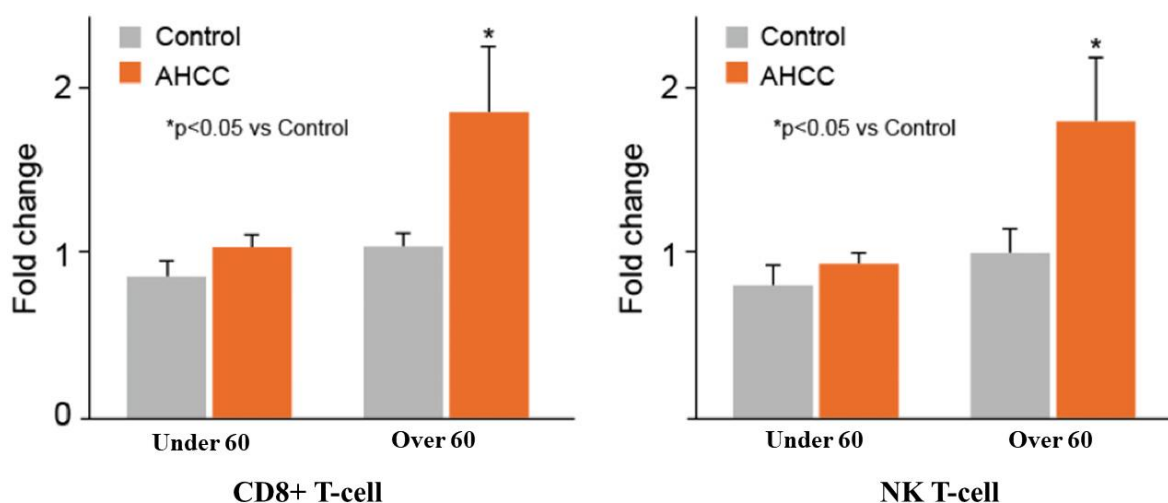 Control
AHCC
*
*p<0.05 vs Control
2
1
0
Fold change
Under 60
Over 60
CD8+ T-cell
Control
AHCC
*
*p<0.05 vs Control
2
1
Fold change
Under 60
Over 60
NK T-cell